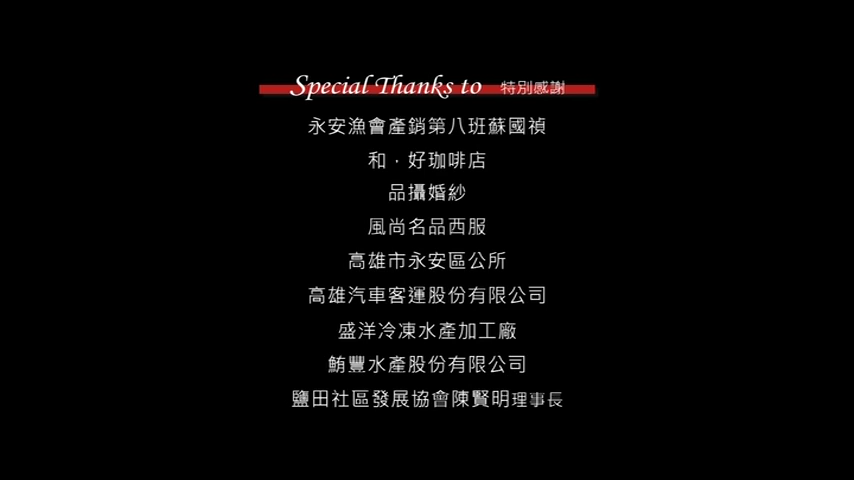 Special Thanks to 特別感謝
永安漁會產銷第八班蘇國禎
和．好珈啡店
品攝婚紗
風尚名品西服
高雄市永安區公所
高雄汽車客運股份有限公司
盛洋冷凍水產加工廠
鮪豐水產股份有限公司
鹽田社區發展協會陳賢明理事長